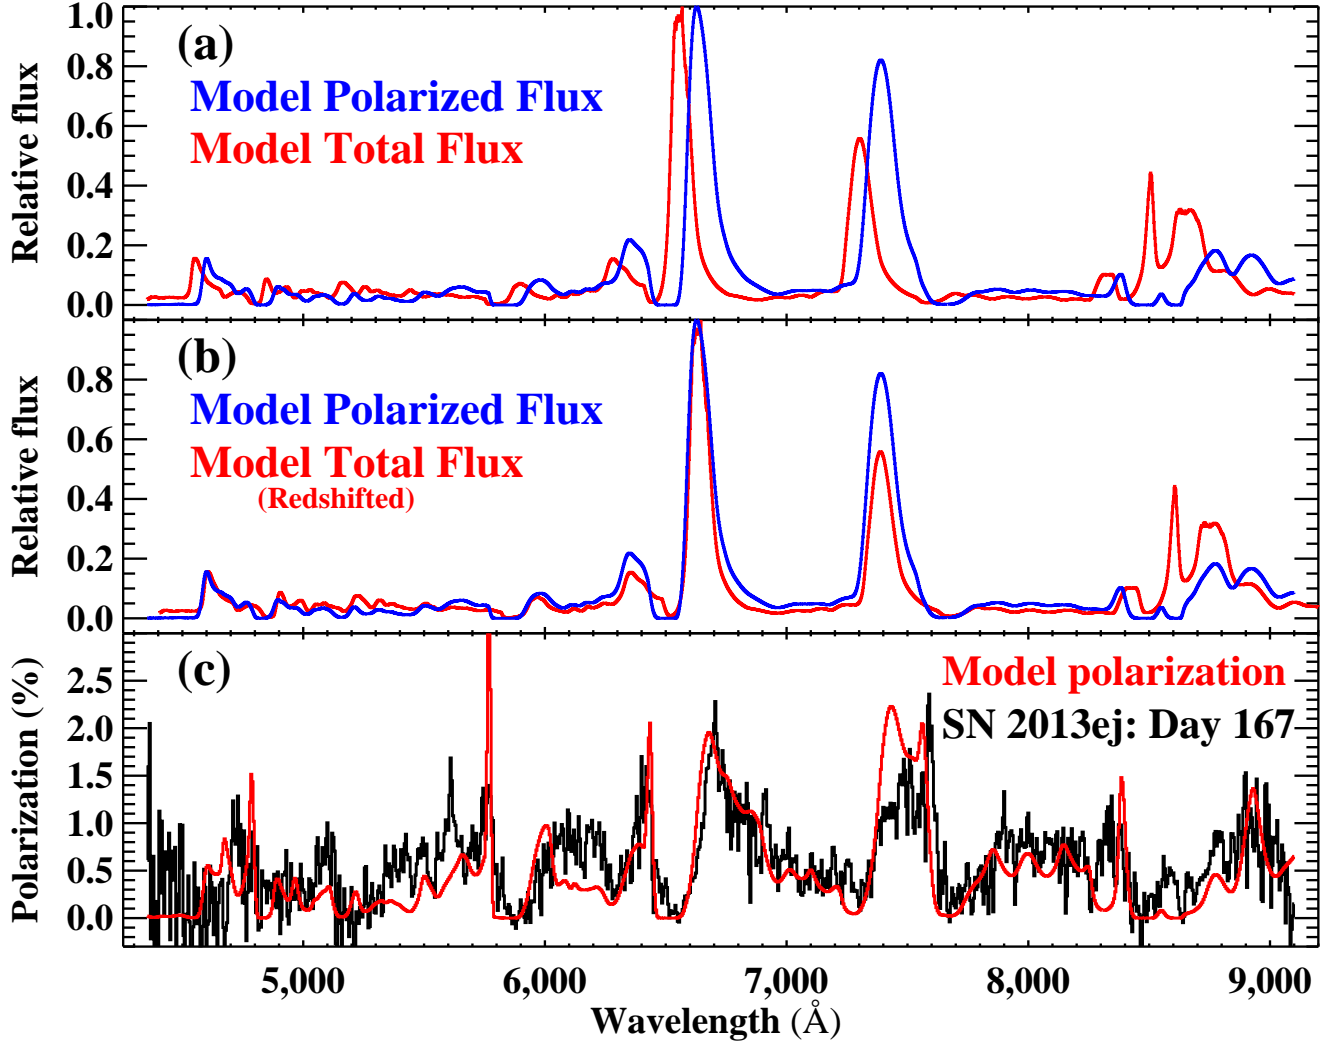 (a)
Model Polarized Flux
Model Total Flux
Relative flux
1.0
0.8
0.6
0.4
0.2
0.0
(b)
Model Polarized Flux
Model Total Flux
(Redshifted)
Relative flux
0.8
0.6
0.4
0.2
0.0
(c)
Model polarization
SN 2013ej: Day 167
Polarization (%)
2.5
2.0
1.5
1.0
0.5
0.0
5,000 6,000 7,000 8,000 9,000
Wavelength (Å)